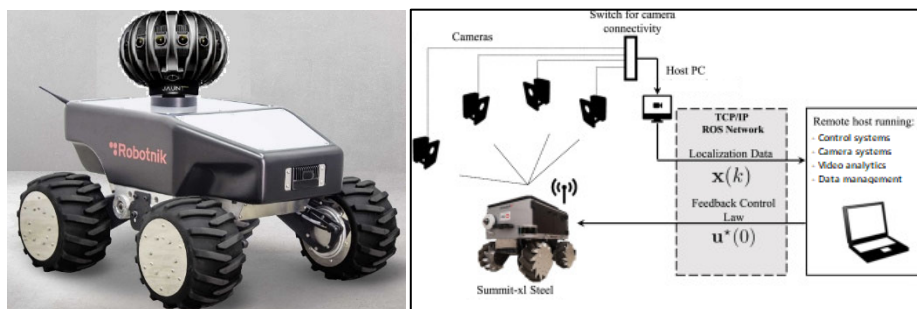 JAUNT
Robotnik
Switch for camera
connectivity
Cameras
Host PC
TCP/IP
ROS Network
Localization Data
x(k)
Feedback Control
Law
u*(0)
Summit-xl Steel
Remote host running:
- Control systems
- Camera systems
- Video analytics
- Data management